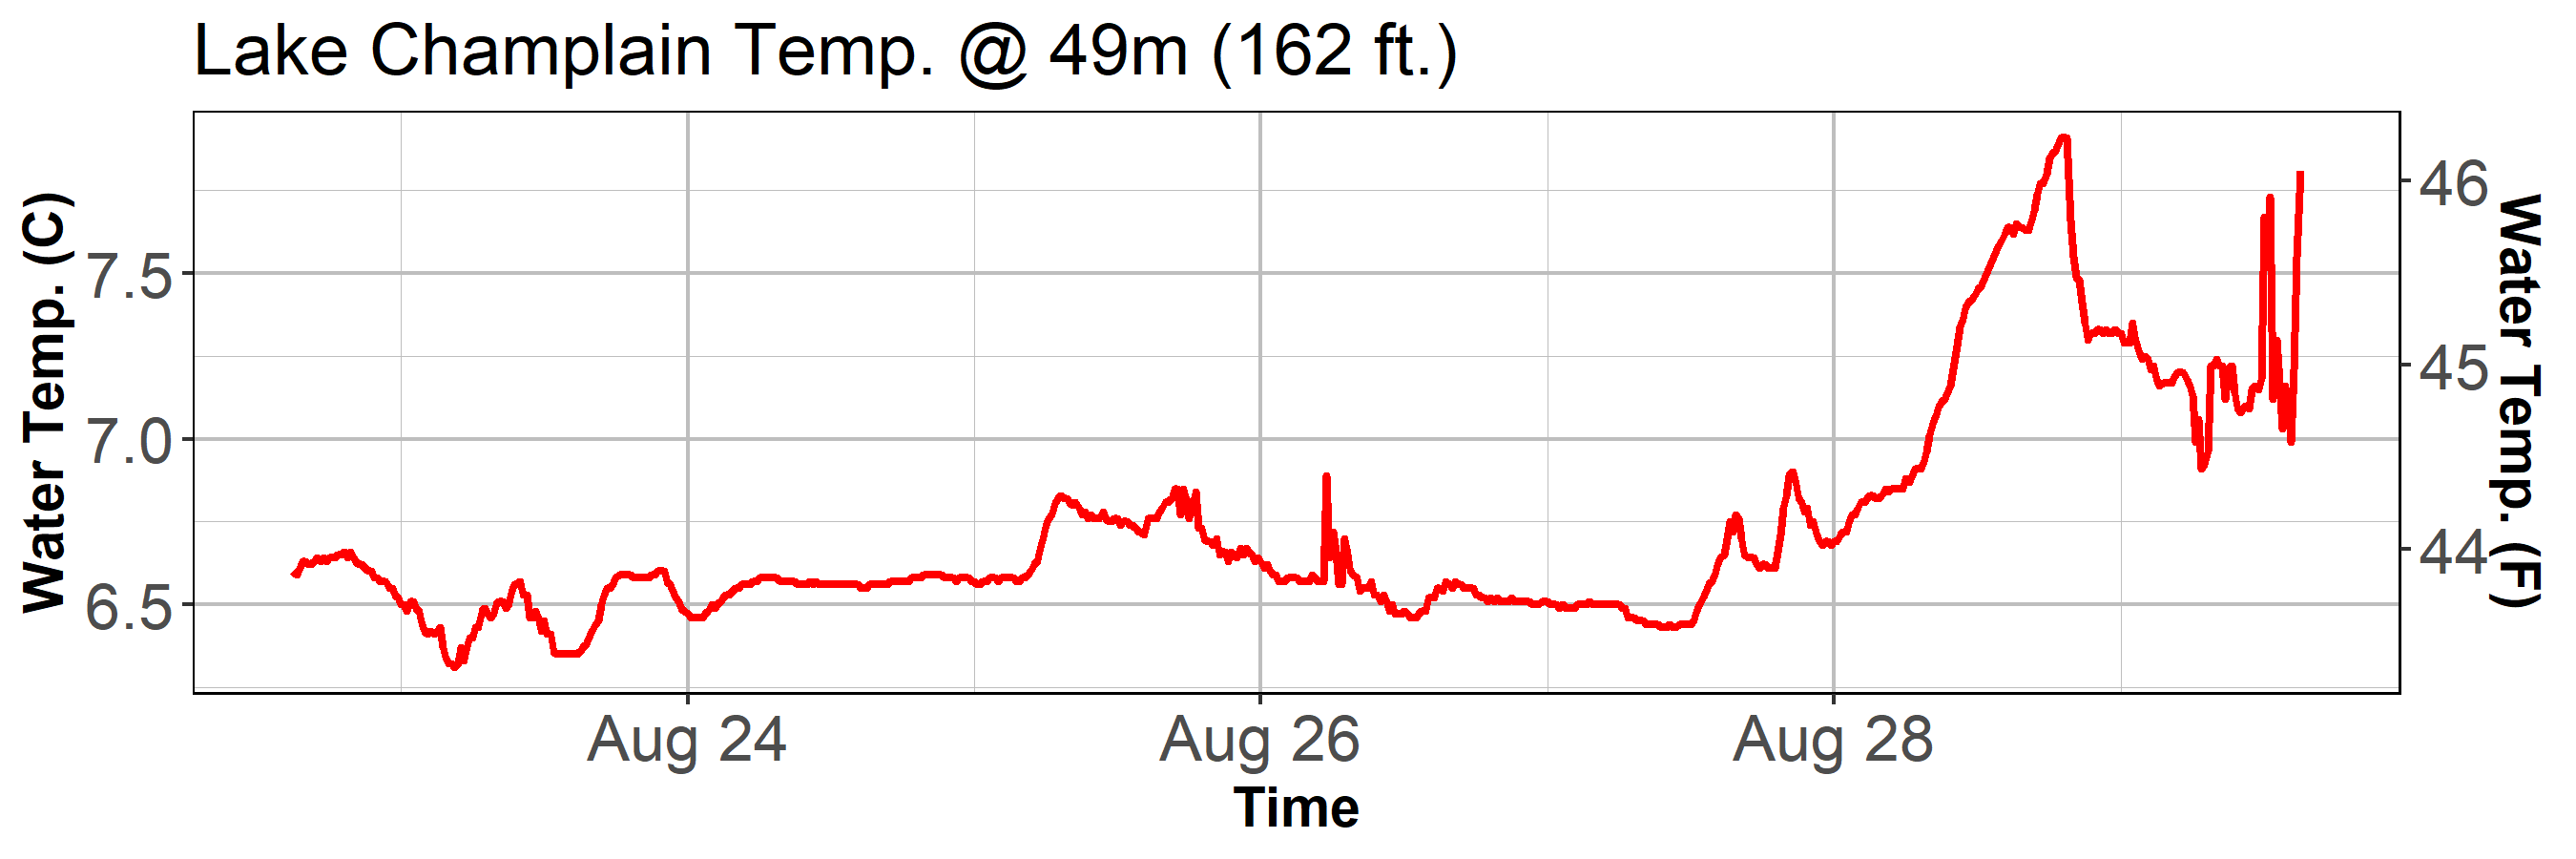 Lake Champlain Temp. @ 49m (162 ft.)
Water Temp. (C)
7.5
7.0
6.5
46
45
44
Water Temp. (F)
Aug 24
Aug 26
Aug 28
Time